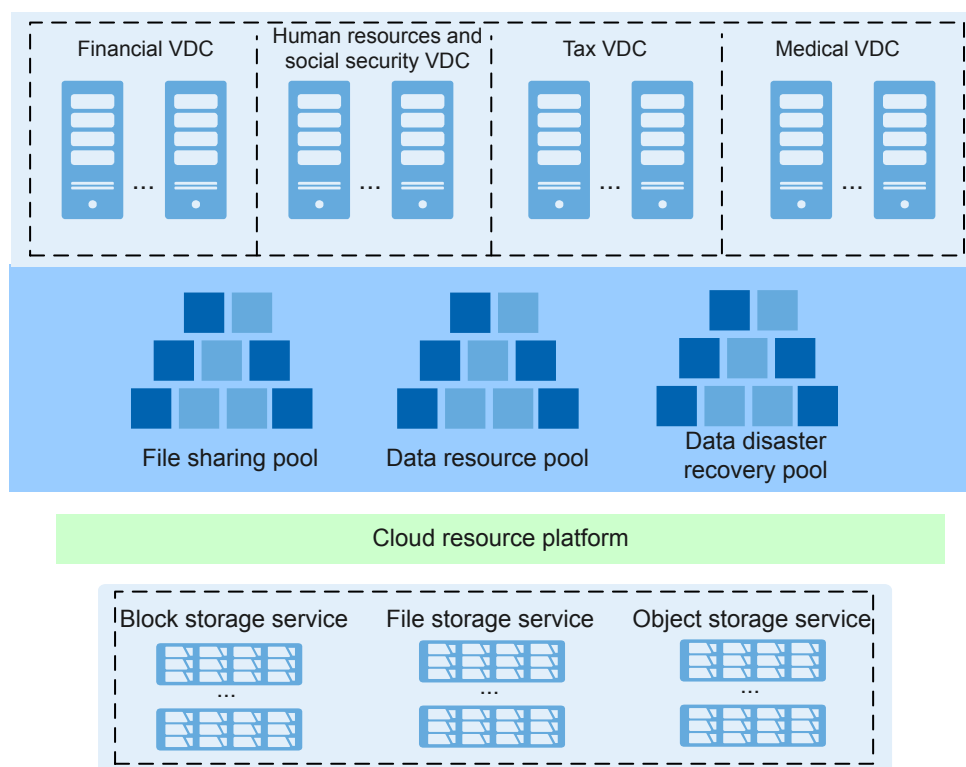 Financial VDC
Human resources and
social security VDC
Tax VDC
Medical VDC
...
...
...
...
File sharing pool
Data resource pool
Data disaster
recovery pool
Cloud resource platform
Block storage service
File storage service
Object storage service
...
...
...